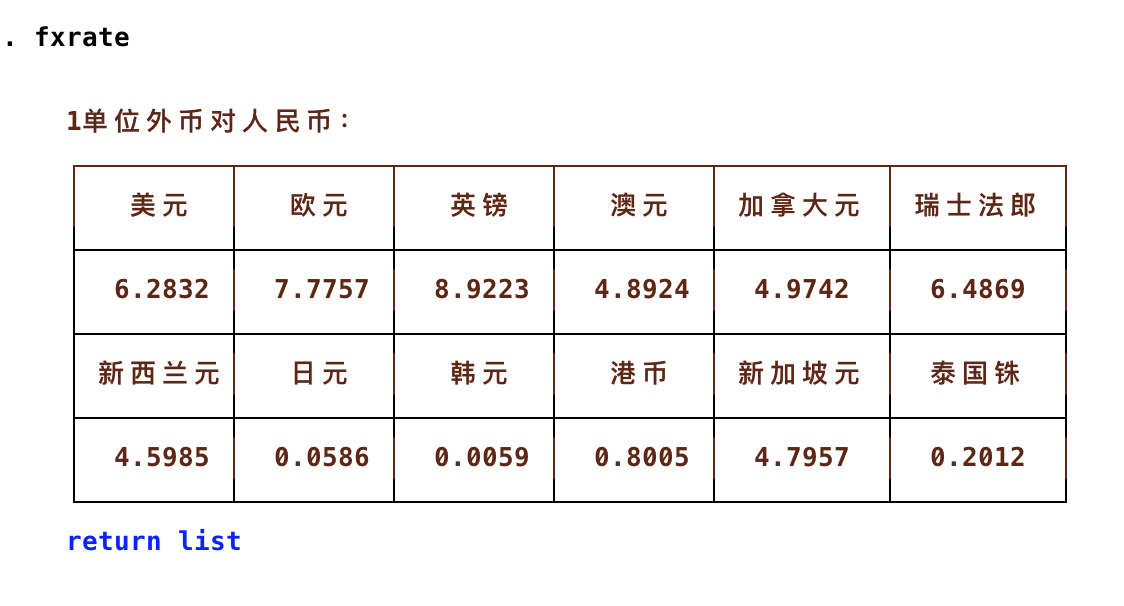 . fxrate
1单位外币对人民币：
美元 欧元 英镑 澳元 加拿大元 瑞士法郎
6.2832 7.7757 8.9223 4.8924 4.9742 6.4869
新西兰元 日元 韩元 港币 新加坡元 泰国铢
4.5985 0.0586 0.0059 0.8005 4.7957 0.2012
return list